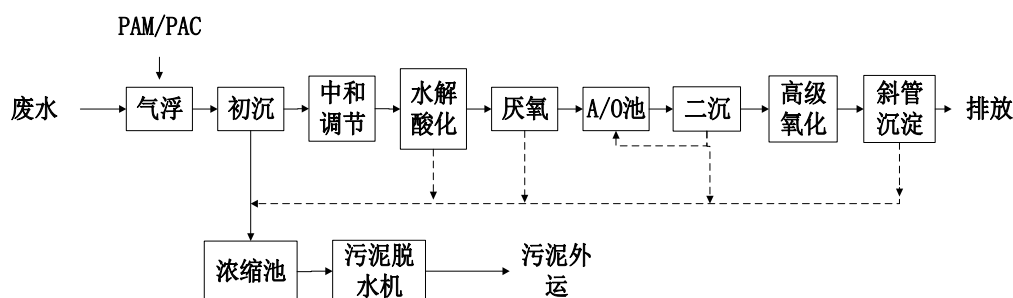 PAM/PAC
废水
气浮
初沉
中和
调节
水解
酸化
厌氧
A/O池
二沉
高级
氧化
斜管
沉淀
排放
浓缩池
污泥脱
水机
污泥外
运